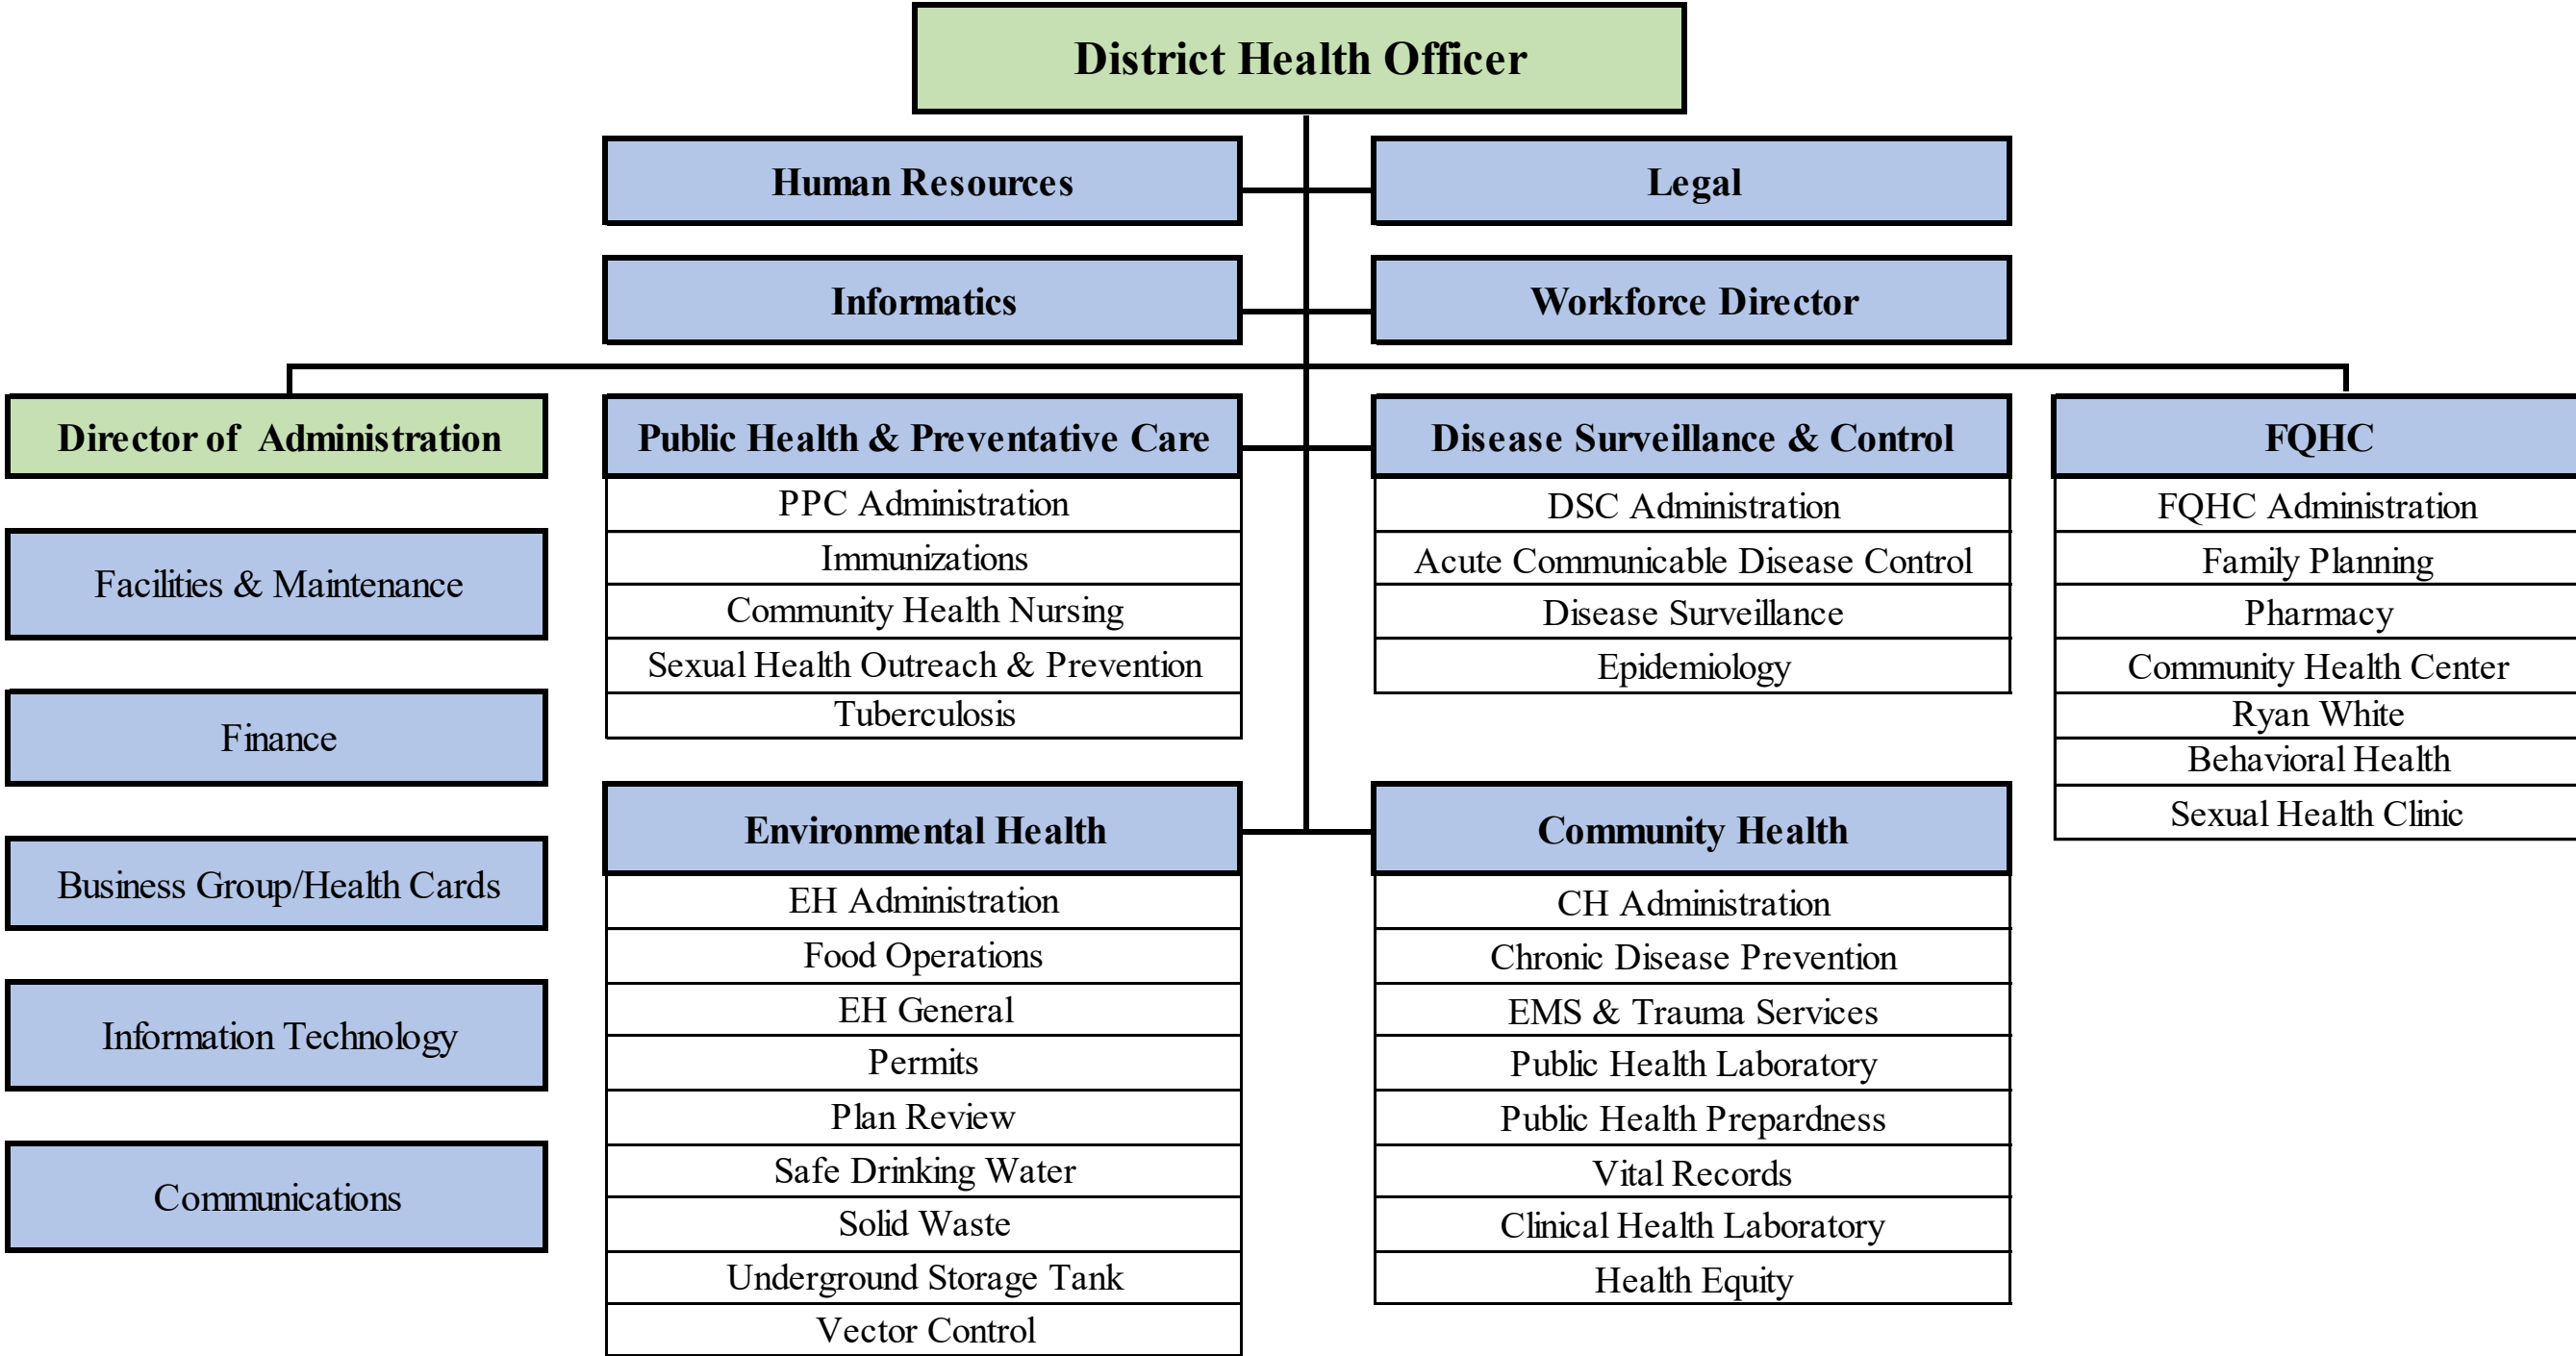 District Health Officer
Human Resources
Legal
Informatics
Workforce Director
Director of Administration
Facilities & Maintenance
Finance
Business Group/Health Cards
Information Technology
Communications
Public Health & Preventative Care
PPC Administration
Immunizations
Community Health Nursing
Sexual Health Outreach & Prevention
Tuberculosis
Disease Surveillance & Control
DSC Administration
Acute Communicable Disease Control
Disease Surveillance
Epidemiology
FQHC
FQHC Administration
Family Planning
Pharmacy
Community Health Center
Ryan White
Behavioral Health
Sexual Health Clinic
Environmental Health
EH Administration
Food Operations
EH General
Permits
Plan Review
Safe Drinking Water
Solid Waste
Underground Storage Tank
Vector Control
Community Health
CH Administration
Chronic Disease Prevention
EMS & Trauma Services
Public Health Laboratory
Public Health Prepardness
Vital Records
Clinical Health Laboratory
Health Equity